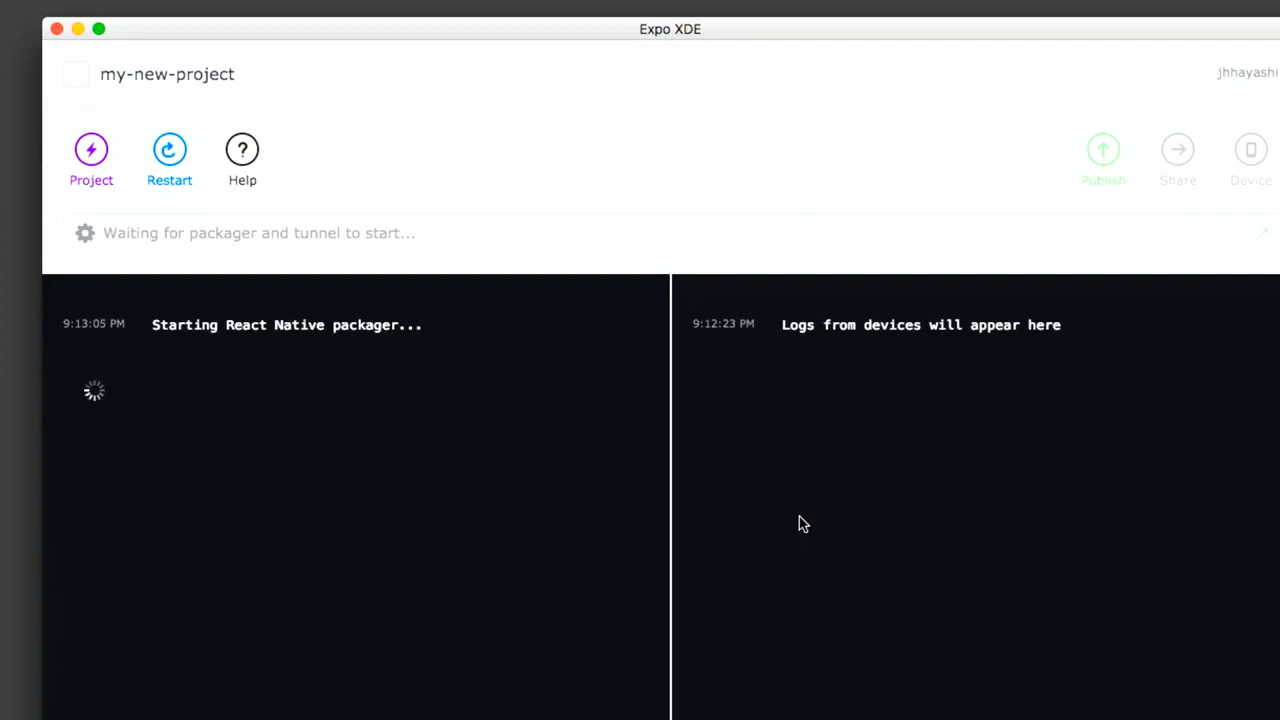 Expo XDE
my-new-project
jhhayashi
Project
Restart
? Help
Publish
Share
Device
Waiting for packager and tunnel to start...
9:13:05 PM Starting React Native packager...
9:12:23 PM Logs from devices will appear here